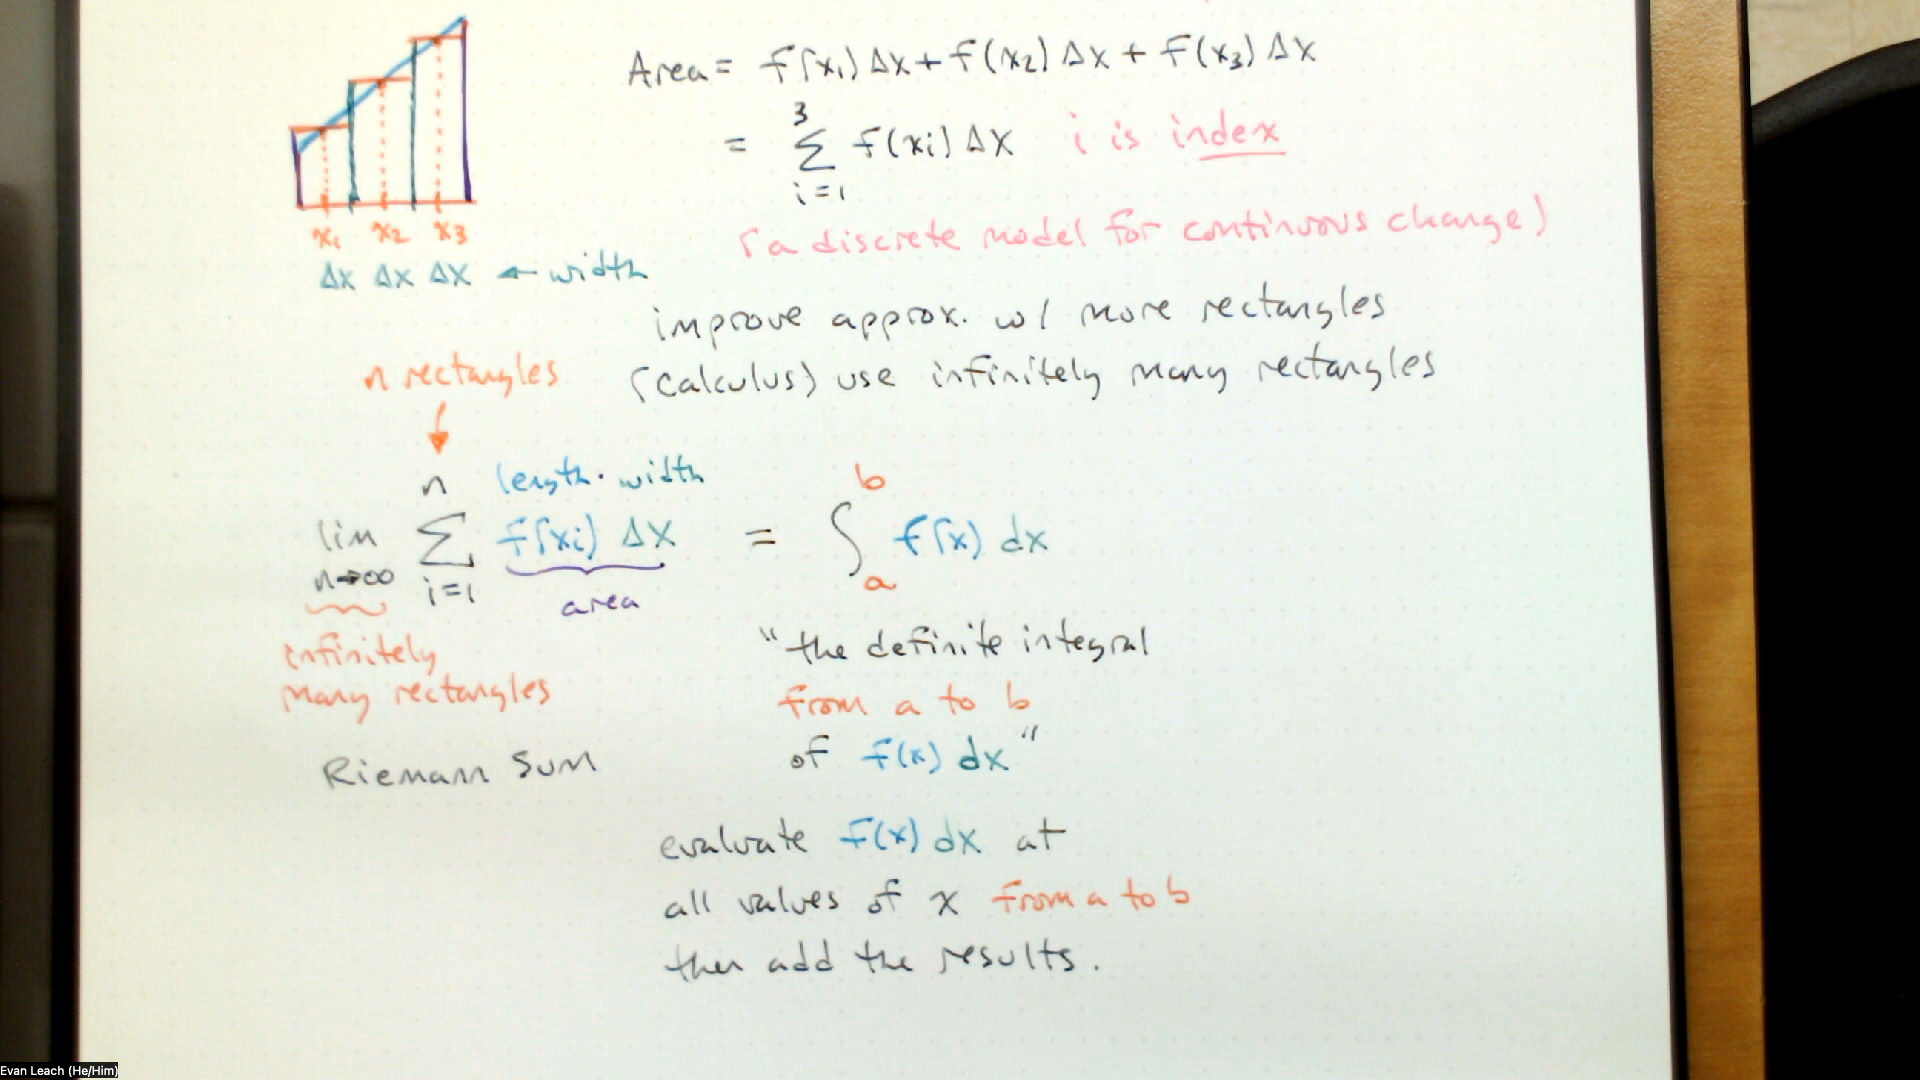 Area = f(x₁) Δx + f(x₂) Δx + f(x₃) Δx
3
= Σ f(xi) Δx i is index
i=1
x₁ x₂ x₃
(a discrete model for continuous change)
Δx Δx Δx ← width
improve approx. w/ more rectangles
n rectangles
(calculus) use infinitely many rectangles
n length · width b
lim Σ f(xi) Δx = ∫ f(x) dx
n→∞ i=1 a
area
infinitely
many rectangles
"the definite integral
from a to b
of f(x) dx"
Riemann Sum
evaluate f(x) dx at
all values of x from a to b
then add the results.
Evan Leach (He/Him)